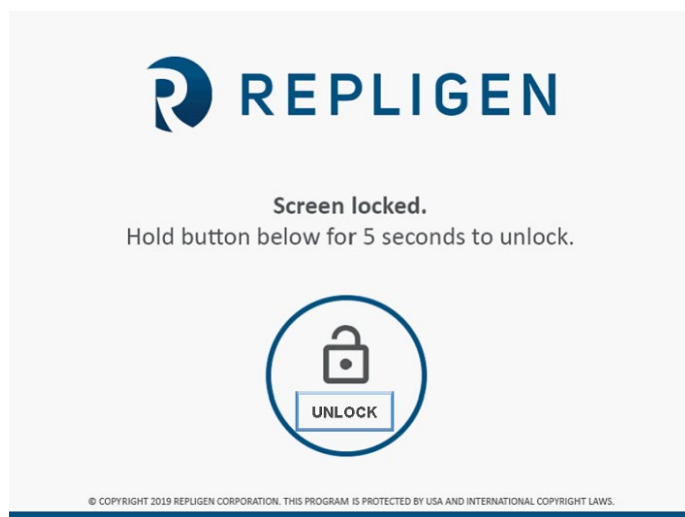 REPLIGEN
Screen locked.
Hold button below for 5 seconds to unlock.
UNLOCK
© COPYRIGHT 2019 REPLIGEN CORPORATION. THIS PROGRAM IS PROTECTED BY USA AND INTERNATIONAL COPYRIGHT LAWS.